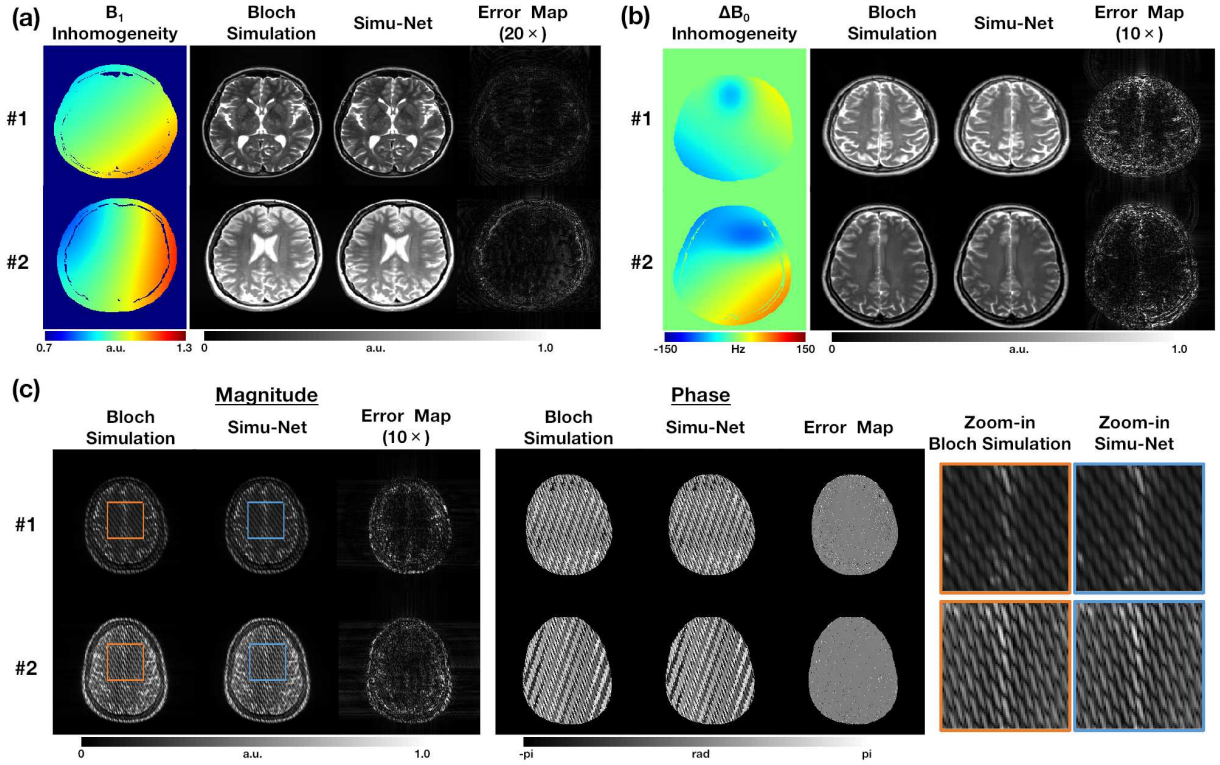 (a)
B₁ Inhomogeneity
Bloch Simulation
Simu-Net
Error Map (20×)
#1
#2
0.7 a.u. 1.3
0 a.u. 1.0
(b)
ΔB₀ Inhomogeneity
Bloch Simulation
Simu-Net
Error Map (10×)
#1
#2
-150 Hz 150
0 a.u. 1.0
(c)
Magnitude
Bloch Simulation
Simu-Net
Error Map (10×)
Phase
Bloch Simulation
Simu-Net
Error Map
Zoom-in Bloch Simulation
Zoom-in Simu-Net
#1
#2
0 a.u. 1.0
-pi rad pi